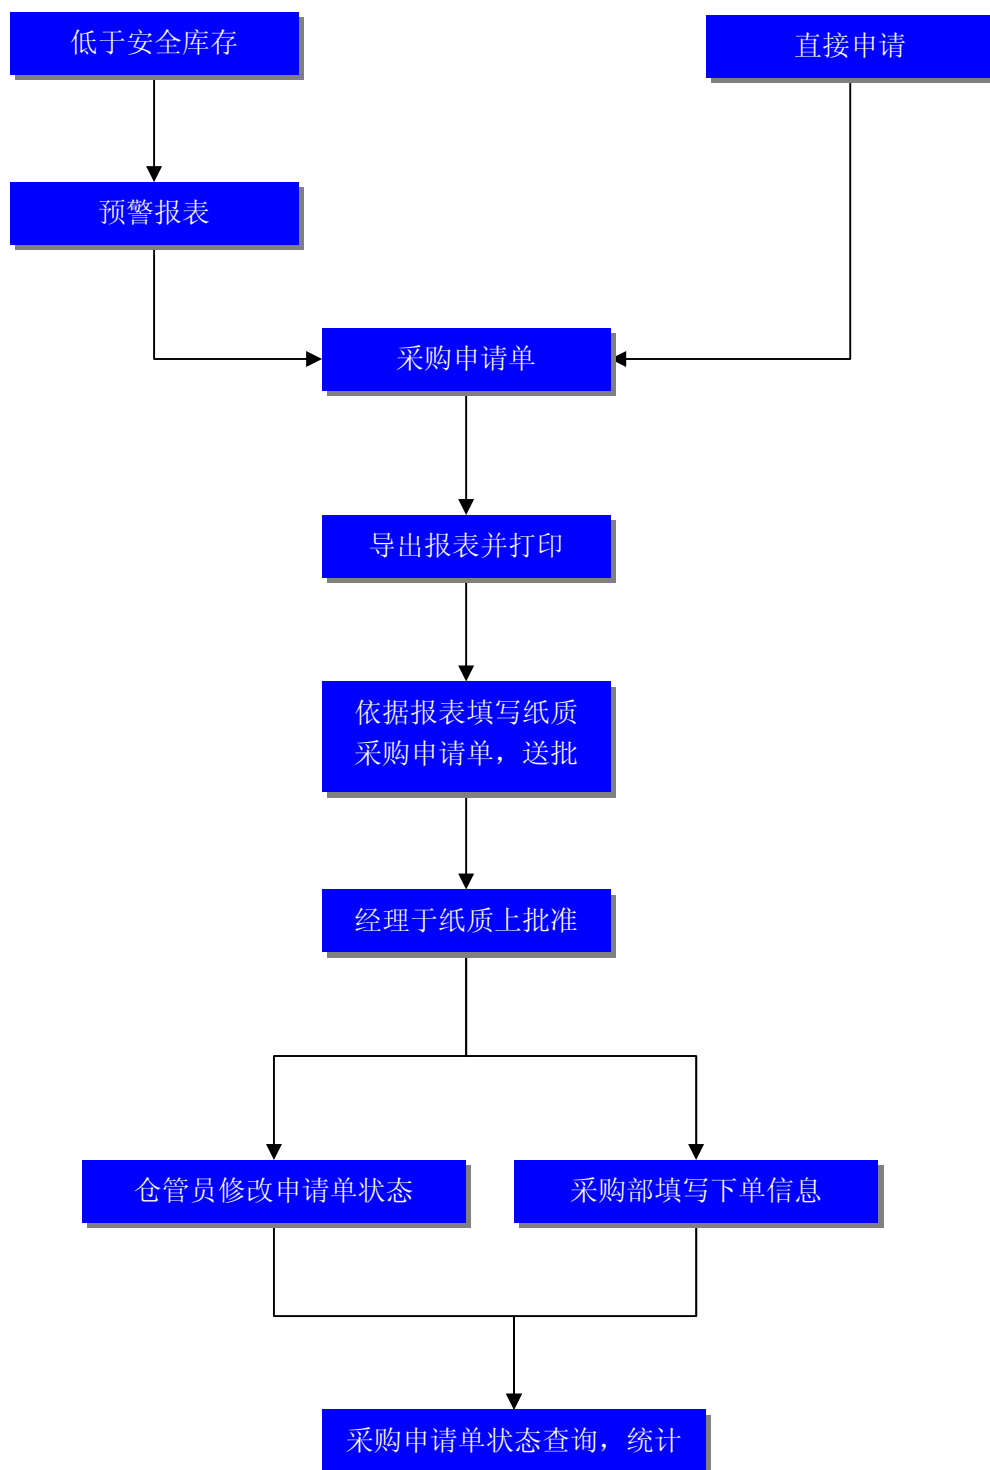 低于安全库存
直接申请
预警报表
采购申请单
导出报表并打印
依据报表填写纸质
采购申请单，送批
经理于纸质上批准
仓管员修改申请单状态
采购部填写下单信息
采购申请单状态查询，统计